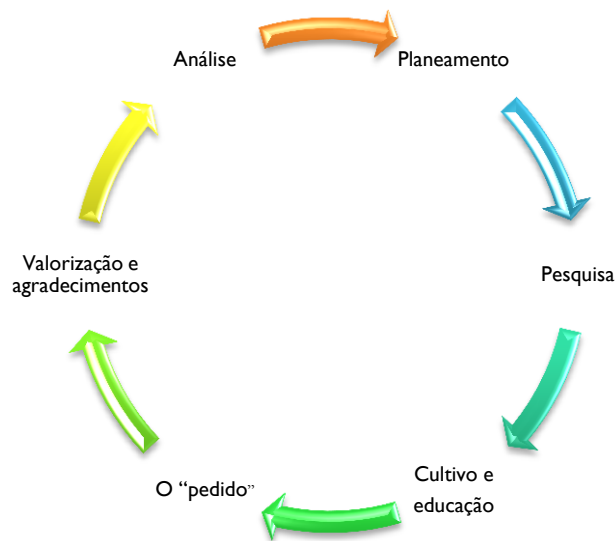 Análise
Planeamento
Pesquisa
Cultivo e
educação
O “pedido”
Valorização e
agradecimentos